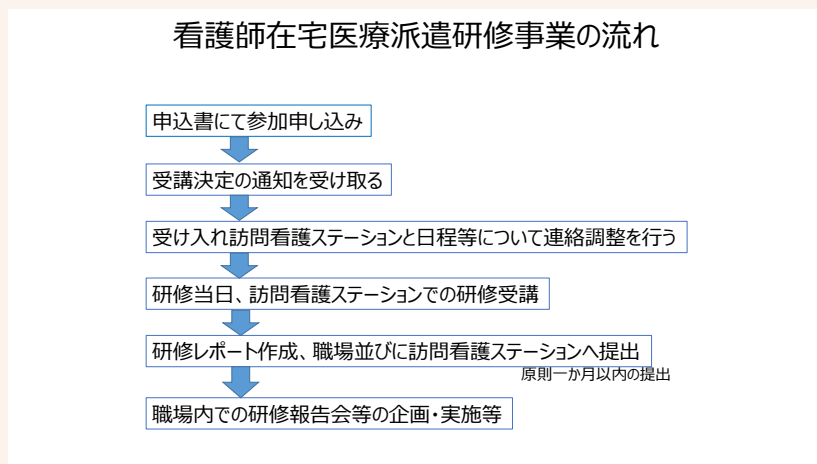 看護師在宅医療派遣研修事業の流れ
申込書にて参加申し込み
受講決定の通知を受け取る
受け入れ訪問看護ステーションと日程等について連絡調整を行う
研修当日、訪問看護ステーションでの研修受講
研修レポート作成、職場並びに訪問看護ステーションへ提出
原則一か月以内の提出
職場内での研修報告会等の企画・実施等